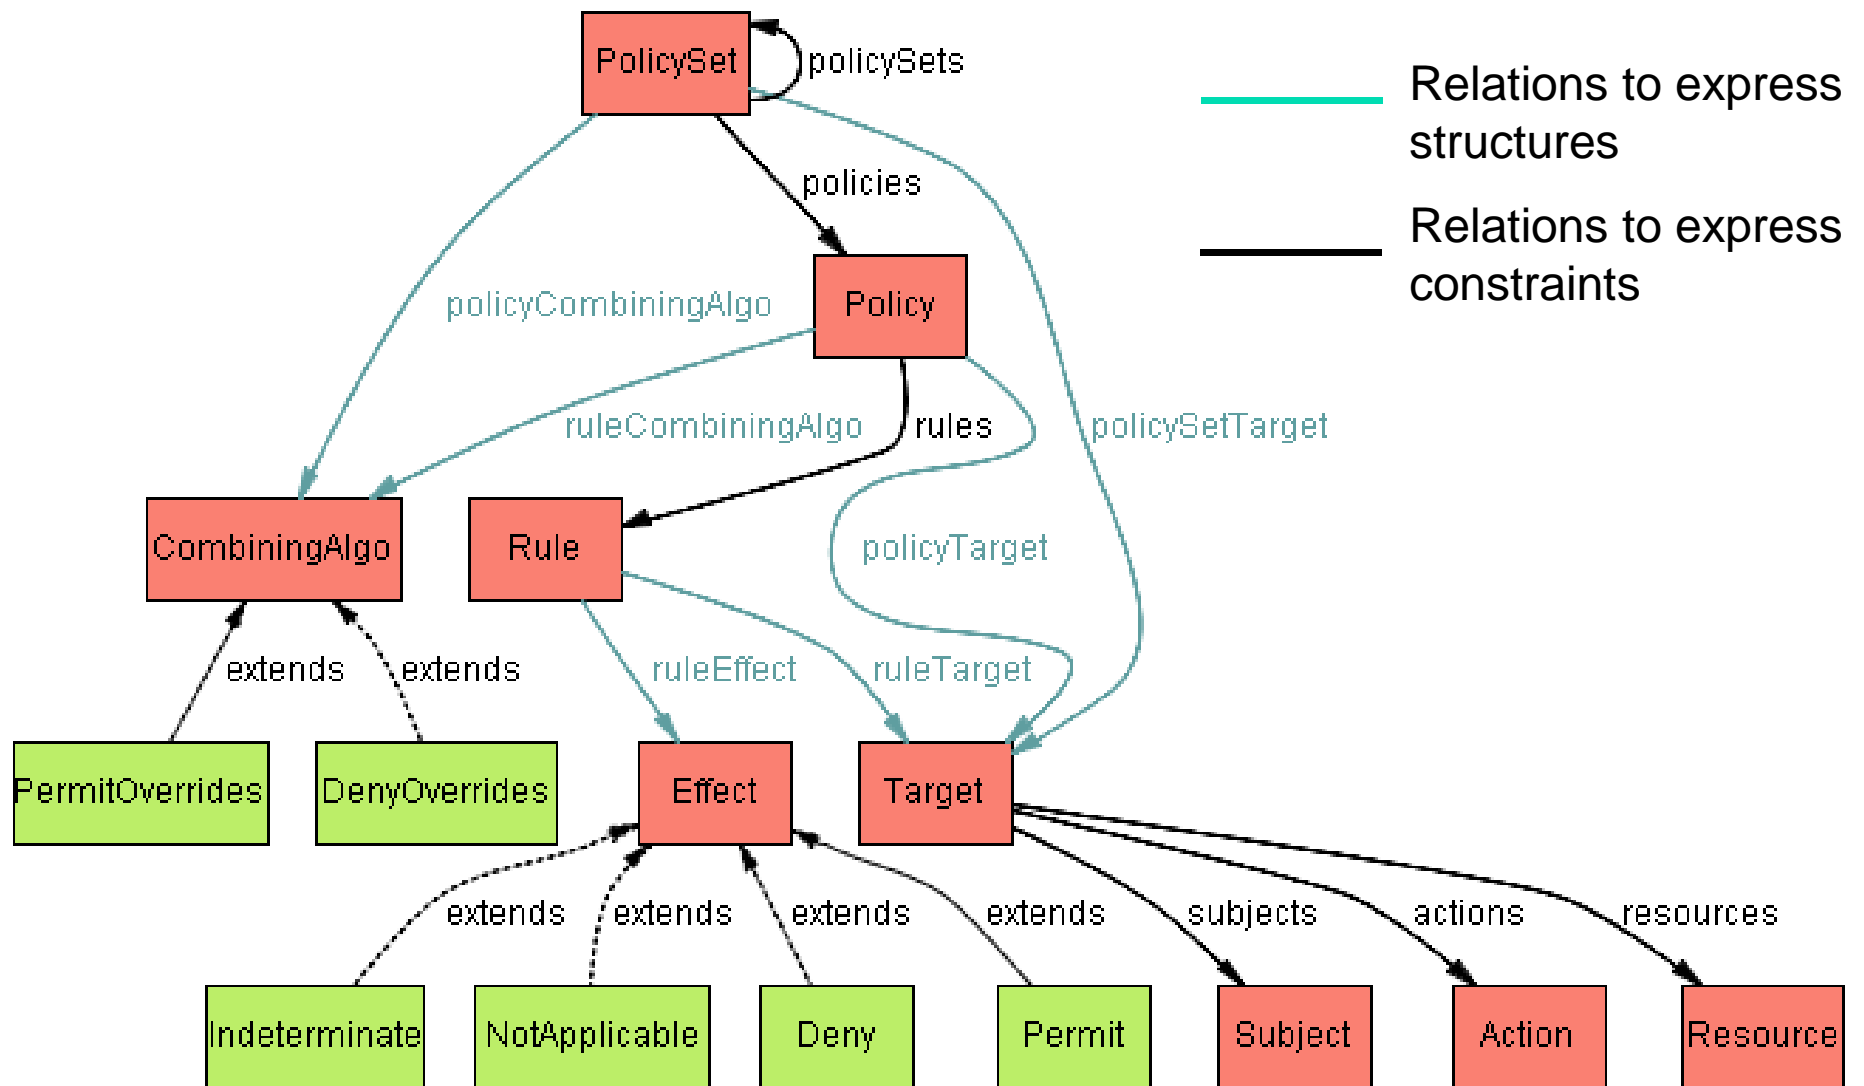 PolicySet
policySets
Relations to express
structures
policies
Relations to express
constraints
policyCombiningAlgo
Policy
ruleCombiningAlgo
rules
policySetTarget
CombiningAlgo
Rule
policyTarget
extends
extends
ruleEffect
ruleTarget
PermitOverrides
DenyOverrides
Effect
Target
extends
extends
extends
extends
subjects
actions
resources
Indeterminate
NotApplicable
Deny
Permit
Subject
Action
Resource